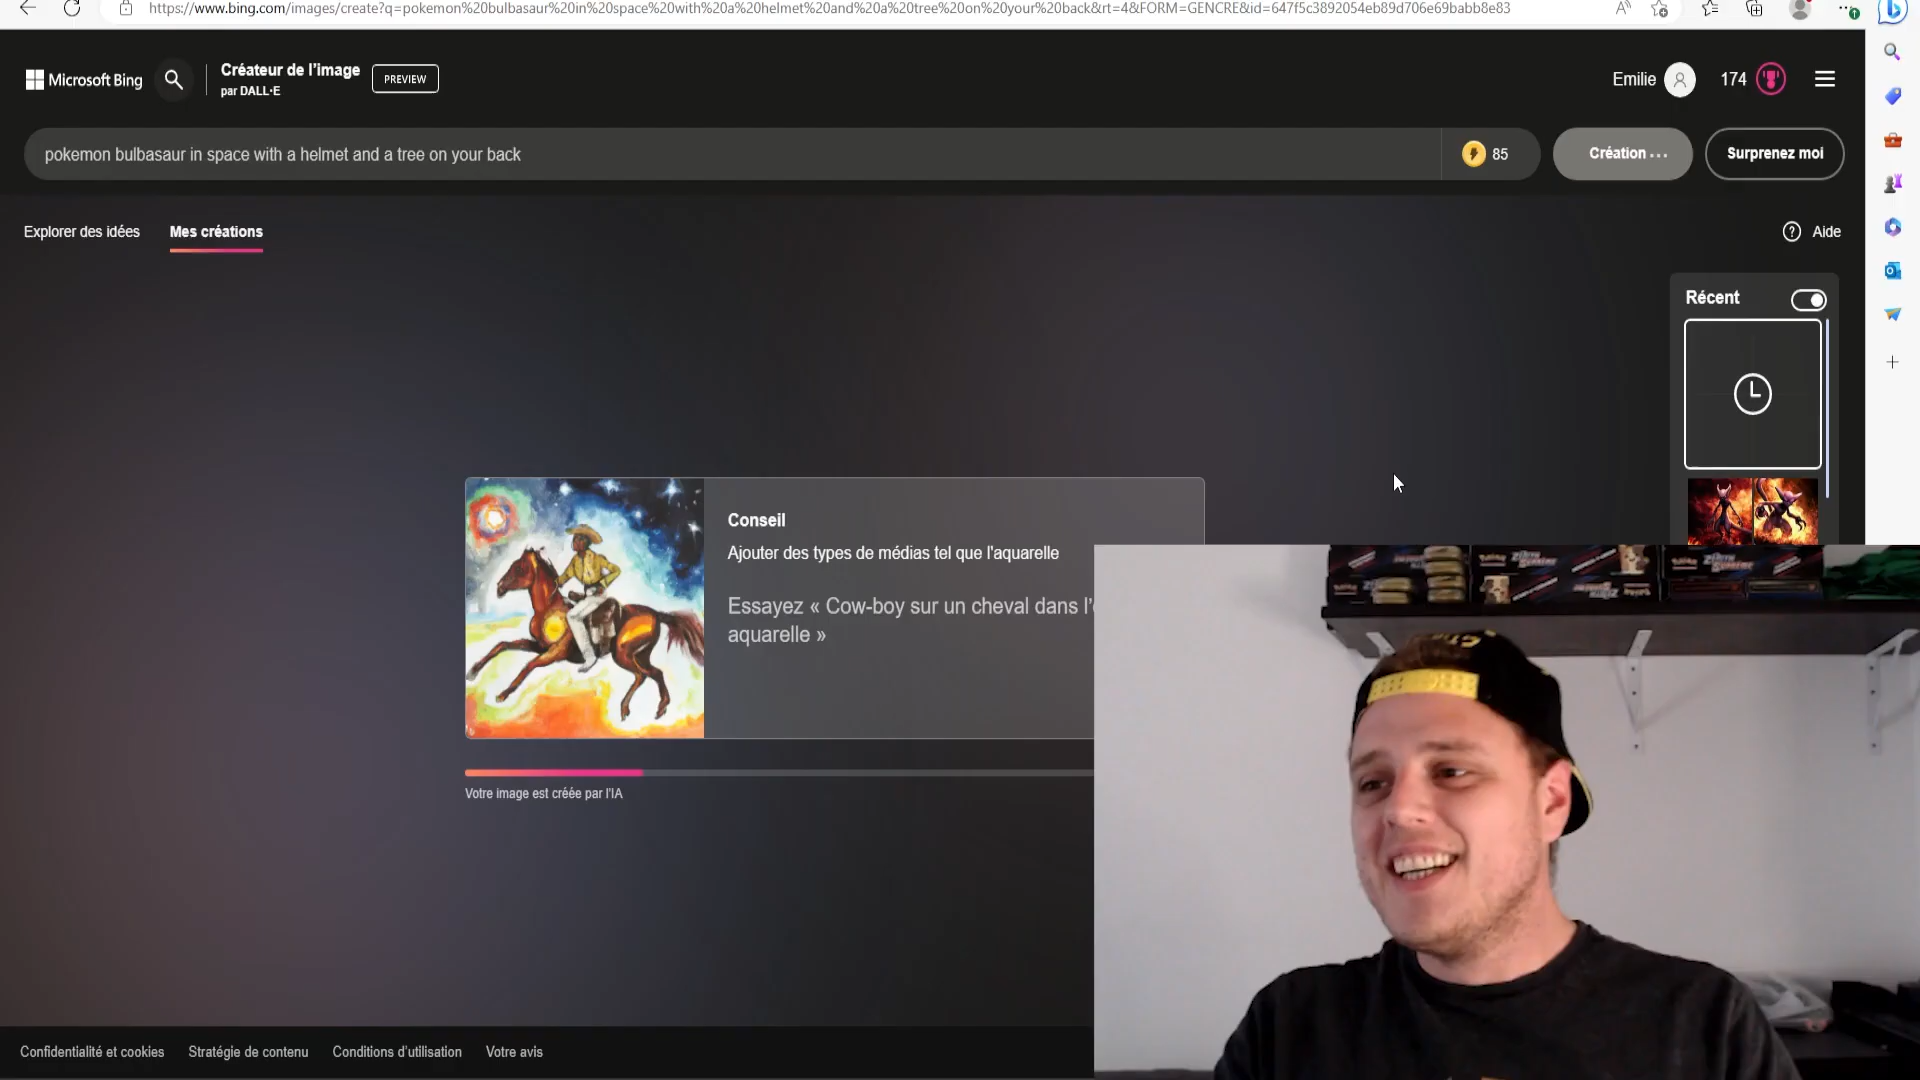 https://www.bing.com/images/create?q=pokemon%20bulbasaur%20in%20space%20with%20a%20helmet%20and%20a%20tree%20on%20your%20back&rt=4&FORM=GENCRE&id=647f5c3892054eb89d706e69babb8e83
Microsoft Bing
Créateur de l'image
par DALL·E
PREVIEW
Emilie
174
pokemon bulbasaur in space with a helmet and a tree on your back
85
Création ...
Surprenez moi
Explorer des idées
Mes créations
Aide
Récent
Conseil
Ajouter des types de médias tel que l'aquarelle
Essayez « Cow-boy sur un cheval dans l'
aquarelle »
Votre image est créée par l'IA
Confidentialité et cookies
Stratégie de contenu
Conditions d'utilisation
Votre avis